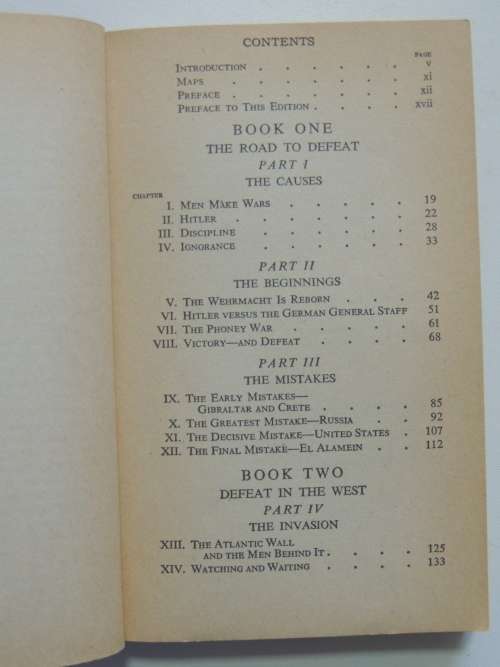 CONTENTS
PAGE
INTRODUCTION . . . . . . v
MAPS . . . . . . . xi
PREFACE . . . . . . . xii
PREFACE TO THIS EDITION . . . . xvii
BOOK ONE
THE ROAD TO DEFEAT
PART I
THE CAUSES
CHAPTER
I. MEN MAKE WARS . . . . . 19
II. HITLER . . . . . . 22
III. DISCIPLINE . . . . . 28
IV. IGNORANCE . . . . . 33
PART II
THE BEGINNINGS
V. THE WEHRMACHT IS REBORN . . . 42
VI. HITLER VERSUS THE GERMAN GENERAL STAFF 51
VII. THE PHONEY WAR . . . . . 61
VIII. VICTORY—AND DEFEAT . . . . 68
PART III
THE MISTAKES
IX. THE EARLY MISTAKES—
GIBRALTAR AND CRETE . . . . 85
X. THE GREATEST MISTAKE—RUSSIA . . 92
XI. THE DECISIVE MISTAKE—UNITED STATES . 107
XII. THE FINAL MISTAKE—EL ALAMEIN . . 112
BOOK TWO
DEFEAT IN THE WEST
PART IV
THE INVASION
XIII. THE ATLANTIC WALL
AND THE MEN BEHIND IT . . . . 125
XIV. WATCHING AND WAITING . . . . 133